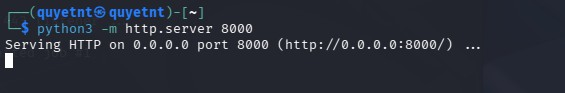 ┌──(quyetnt㉿quyetnt)-[~]
└─$ python3 -m http.server 8000
Serving HTTP on 0.0.0.0 port 8000 (http://0.0.0.0:8000/) ...